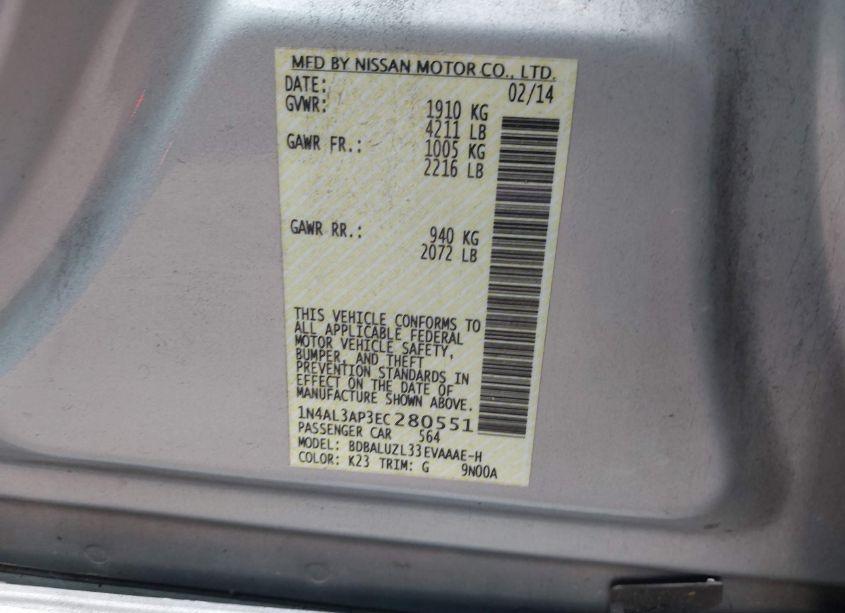 MFD BY NISSAN MOTOR CO., LTD.
DATE: 02/14
GVWR: 1910 KG
4211 LB
GAWR FR.: 1005 KG
2216 LB
GAWR RR.: 940 KG
2072 LB
THIS VEHICLE CONFORMS TO
ALL APPLICABLE FEDERAL
MOTOR VEHICLE SAFETY,
BUMPER, AND THEFT
PREVENTION STANDARDS IN
EFFECT ON THE DATE OF
MANUFACTURE SHOWN ABOVE.
1N4AL3AP3EC280551
PASSENGER CAR 564
MODEL: BDBALUZL33EVAAAE-H
COLOR: K23 TRIM: G 9N00A